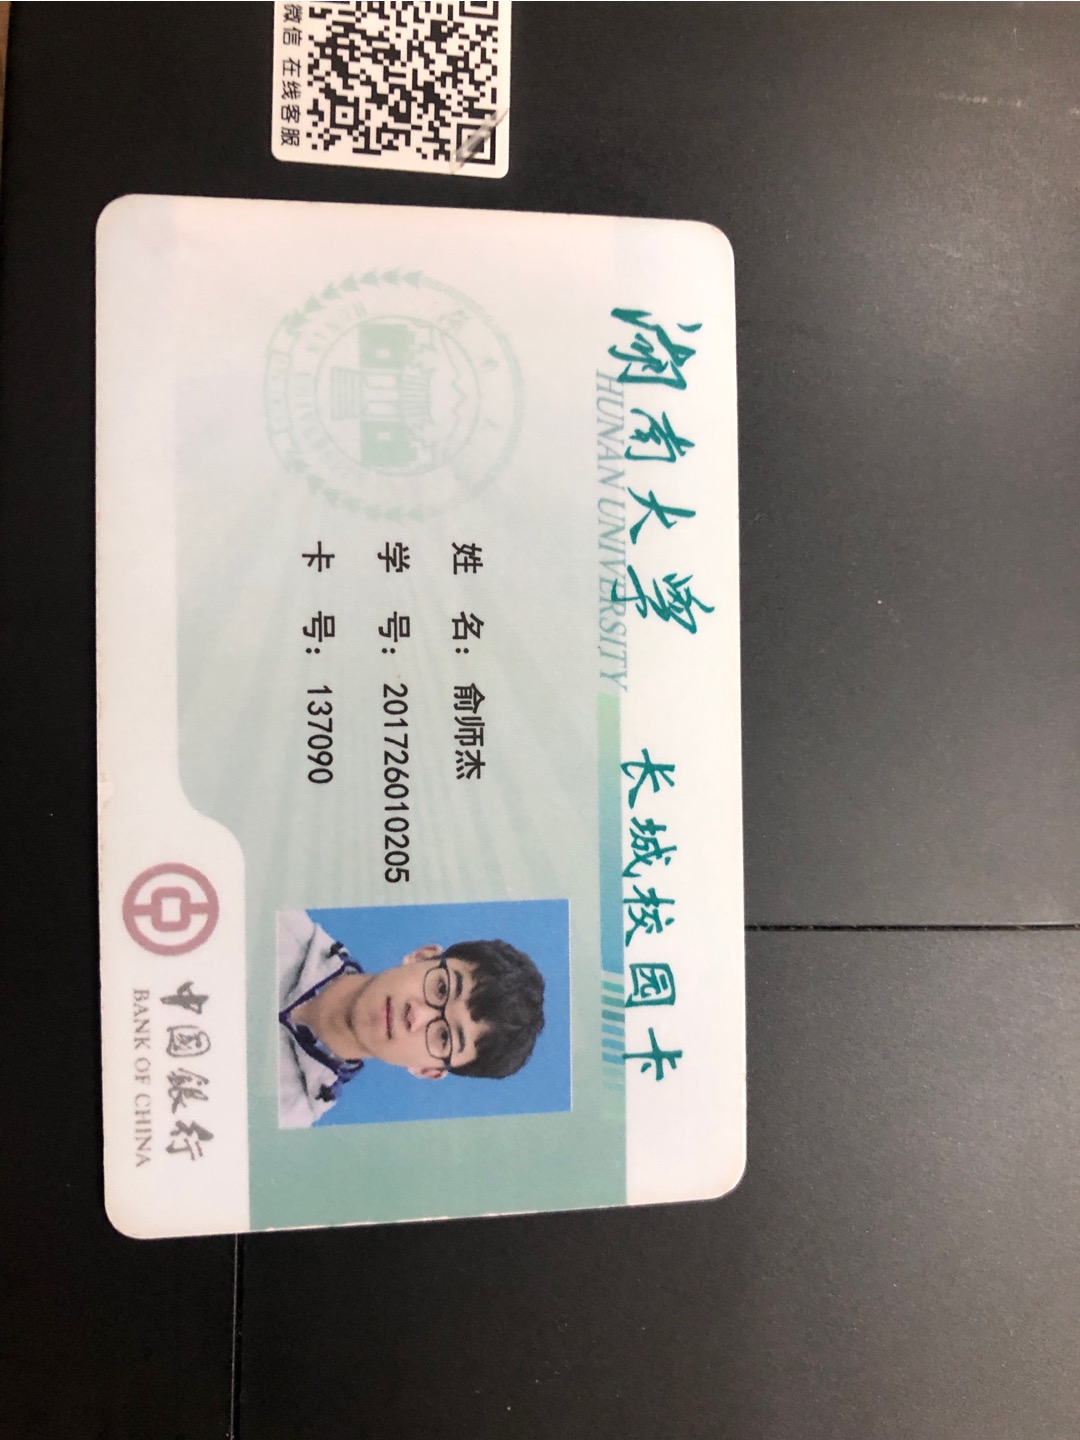 微信 在线客服
湖南大学 长城校园卡
HUNAN UNIVERSITY
姓 名: 俞师杰
学 号: 201726010205
卡 号: 137090
中国银行
BANK OF CHINA